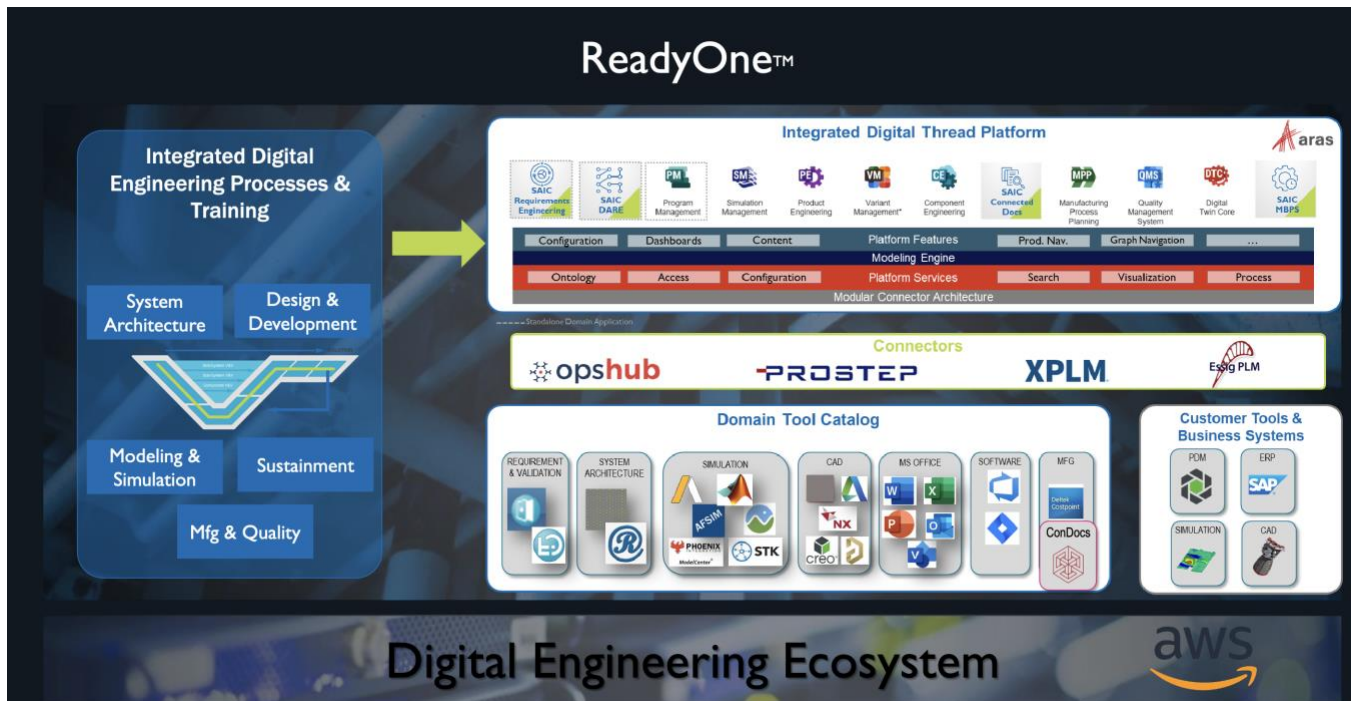 ReadyOne™
Integrated Digital
Engineering Processes &
Training
System
Architecture
Design &
Development
Modeling &
Simulation
Sustainment
Mfg & Quality
Integrated Digital Thread Platform
aras
SAIC
Requirements
Engineering
SAIC
DARE
PM
Program
Management
SM
Simulation
Management
PE
Product
Engineering
VM
Variant
Management*
CE
Component
Engineering
SAIC
Connected
Docs
MPP
Manufacturing
Process
Planning
QMS
Quality
Management
System
DTC
Digital
Twin Core
SAIC
MBPS
Configuration
Dashboards
Content
Platform Features
Prod. Nav.
Graph Navigation
...
Modeling Engine
Ontology
Access
Configuration
Platform Services
Search
Visualization
Process
Modular Connector Architecture
-----Standalone Domain Application
Connectors
opshub
PROSTEP
XPLM
Essig PLM
Domain Tool Catalog
REQUIREMENT
& VALIDATION
SYSTEM
ARCHITECTURE
R
SIMULATION
AFSIM
PHOENIX
INTEGRATION
ModelCenter®
STK
CAD
NX
creo
MS OFFICE
W
X
P
O
V
SOFTWARE
MFG
Deltek
Costpoint
ConDocs
Customer Tools &
Business Systems
PDM
ERP
SAP
SIMULATION
CAD
Digital Engineering Ecosystem
aws